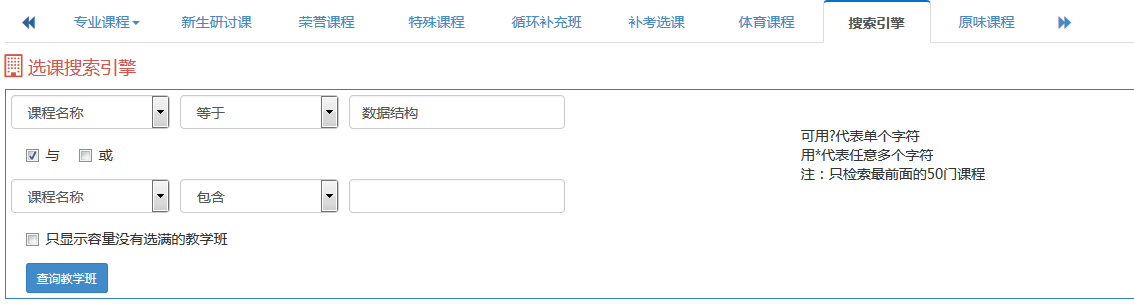 专业课程 新生研讨课 荣誉课程 特殊课程 循环补充班 补考选课 体育课程 搜索引擎 原味课程
选课搜索引擎
课程名称 等于 数据结构
可用?代表单个字符
与 或
用*代表任意多个字符
注：只检索最前面的50门课程
课程名称 包含
只显示容量没有选满的教学班
查询教学班